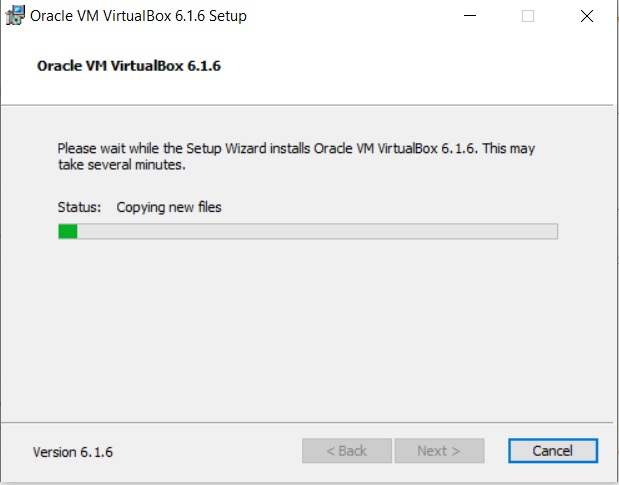 Oracle VM VirtualBox 6.1.6 Setup
Oracle VM VirtualBox 6.1.6
Please wait while the Setup Wizard installs Oracle VM VirtualBox 6.1.6. This may
take several minutes.
Status: Copying new files
Version 6.1.6
< Back Next > Cancel